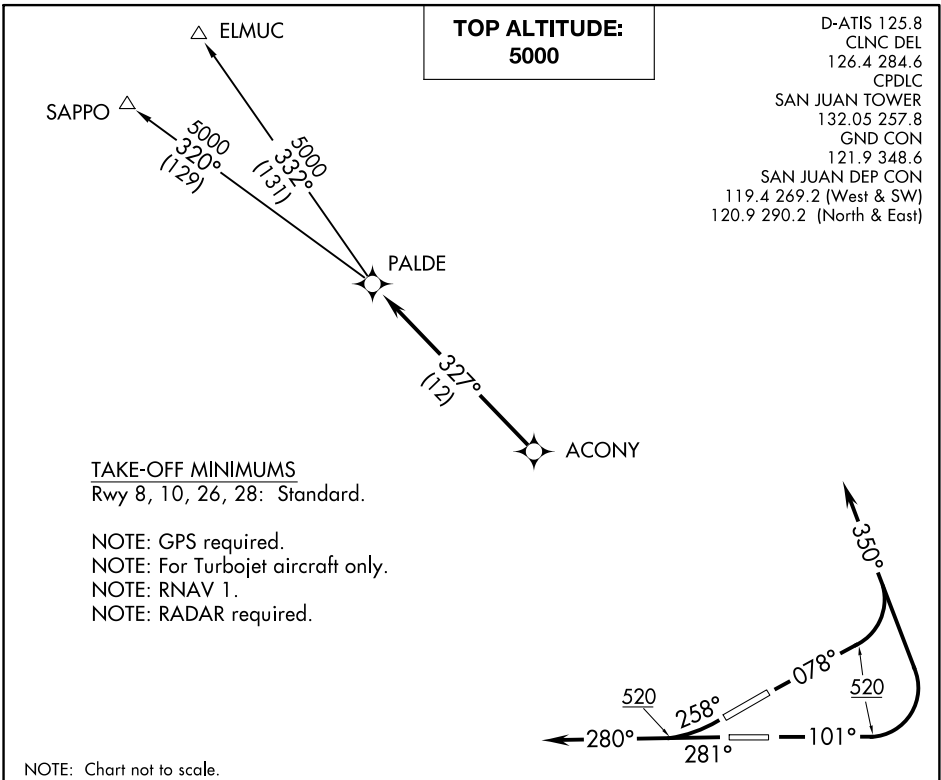 TOP ALTITUDE:
5000
D-ATIS 125.8
CLNC DEL
126.4 284.6
CPDLC
SAN JUAN TOWER
132.05 257.8
GND CON
121.9 348.6
SAN JUAN DEP CON
119.4 269.2 (West & SW)
120.9 290.2 (North & East)
ELMUC
SAPPO
5000
320°
(129)
5000
332°
(131)
PALDE
327°
(12)
ACONY
TAKE-OFF MINIMUMS
Rwy 8, 10, 26, 28: Standard.
NOTE: GPS required.
NOTE: For Turbojet aircraft only.
NOTE: RNAV 1.
NOTE: RADAR required.
350°
078°
520
520
258°
280°
281°
101°
NOTE: Chart not to scale.